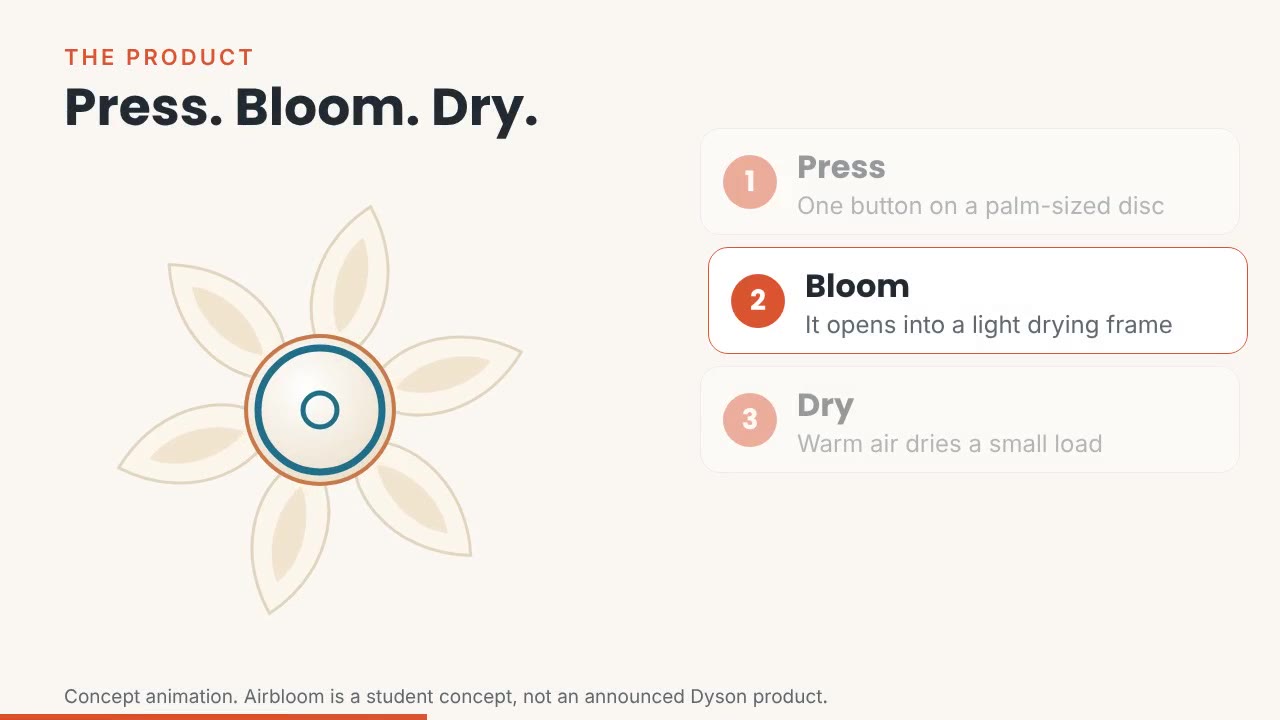 THE PRODUCT
Press. Bloom. Dry.
1
Press
One button on a palm-sized disc
2
Bloom
It opens into a light drying frame
3
Dry
Warm air dries a small load
Concept animation. Airbloom is a student concept, not an announced Dyson product.